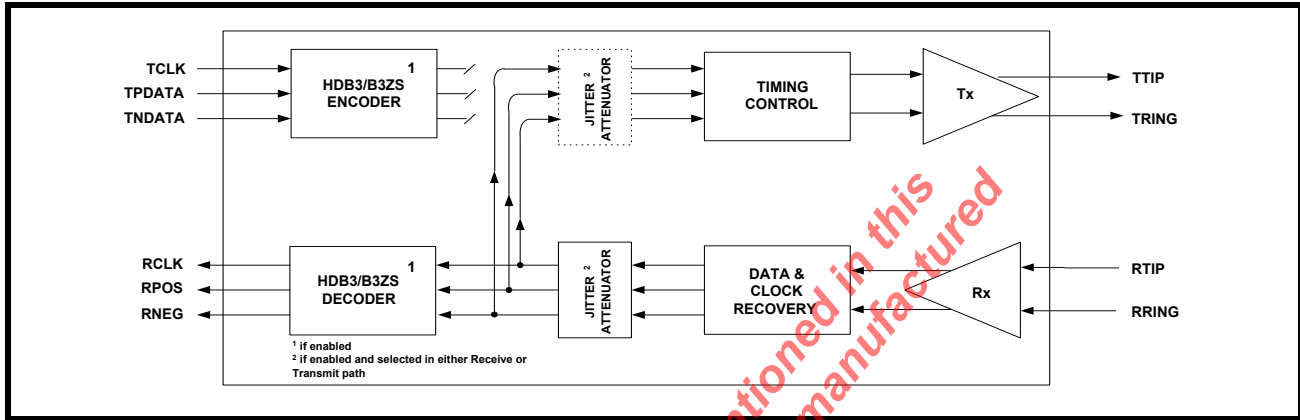 TCLK
TPDATA
TNDATA
HDB3/B3ZS 1
ENCODER
JITTER 2
ATTENUATOR
TIMING
CONTROL
Tx
TTIP
TRING
RCLK
RPOS
RNEG
HDB3/B3ZS 1
DECODER
JITTER 2
ATTENUATOR
DATA &
CLOCK
RECOVERY
Rx
RTIP
RRING
1 if enabled
2 if enabled and selected in either Receive or
Transmit path
tioned in this
manufactured